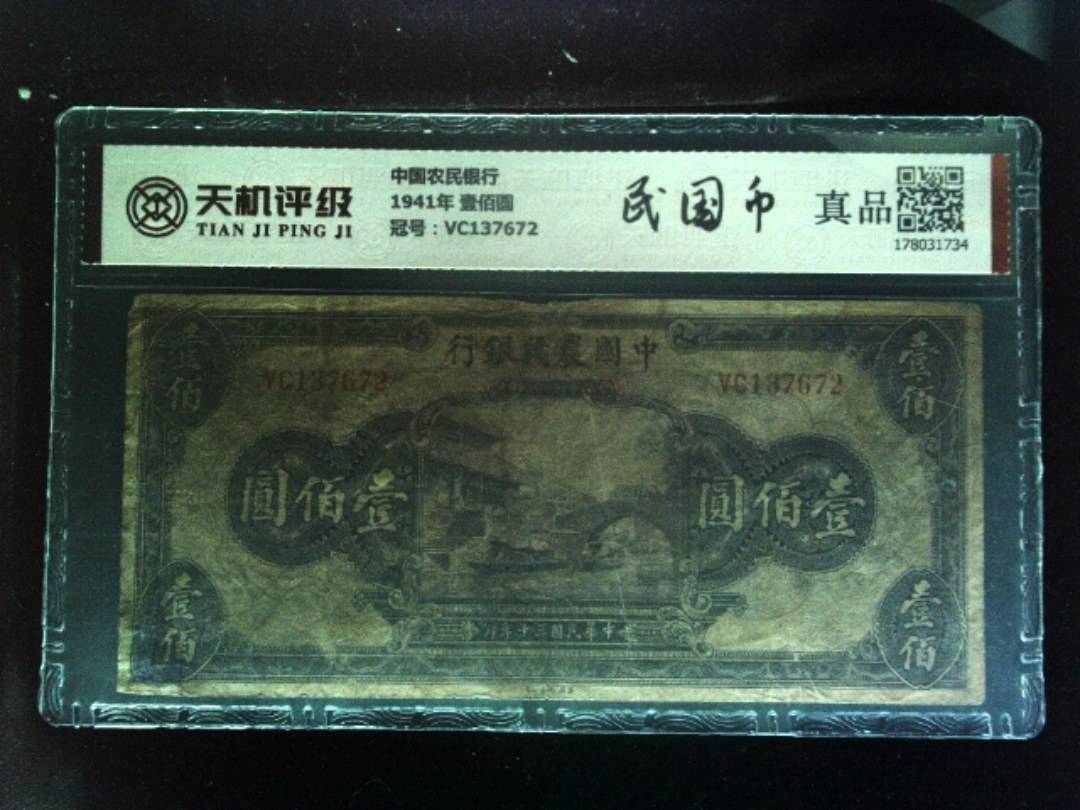 天机评级
TIAN JI PING JI
中国农民银行
1941年 壹佰圆
冠号：VC137672
民国币
真品
178031734
行銀民農國中
壹佰
壹佰
VC137672
VC137672
圓佰壹
圓佰壹
壹佰
壹佰